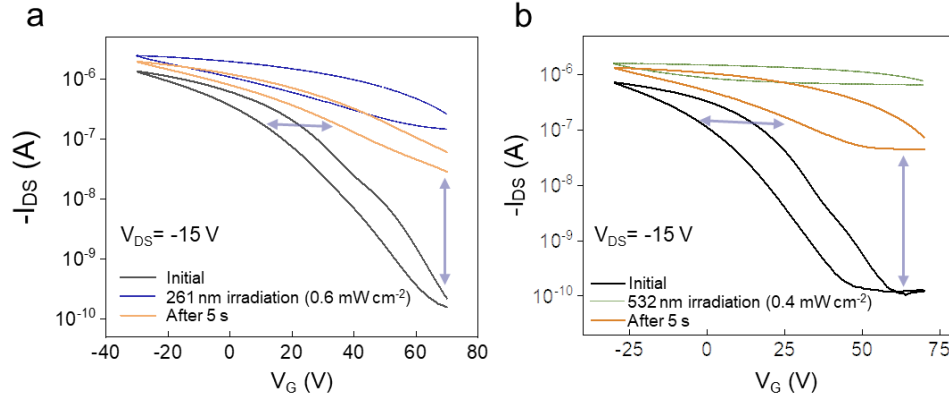 a
-I_DS (A)
10⁻⁶
10⁻⁷
10⁻⁸
10⁻⁹
10⁻¹⁰
V_DS= -15 V
Initial
261 nm irradiation (0.6 mW cm⁻²)
After 5 s
-40 -20 0 20 40 60 80
V_G (V)
b
-I_DS (A)
10⁻⁶
10⁻⁷
10⁻⁸
10⁻⁹
10⁻¹⁰
V_DS= -15 V
Initial
532 nm irradiation (0.4 mW cm⁻²)
After 5 s
-25 0 25 50 75
V_G (V)